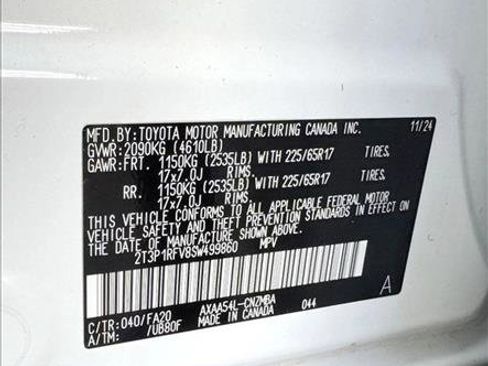 MFD.BY:TOYOTA MOTOR MANUFACTURING CANADA INC. 11/24
GVWR:2090KG (4610LB)
GAWR:FRT. 1150KG (2535LB) WITH 225/65R17 TIRES.
17x7.0J RIMS.
RR. 1150KG (2535LB) WITH 225/65R17 TIRES.
17x7.0J RIMS.
THIS VEHICLE CONFORMS TO ALL APPLICABLE FEDERAL MOTOR
VEHICLE SAFETY AND THEFT PREVENTION STANDARDS IN EFFECT ON
THE DATE OF MANUFACTURE SHOWN ABOVE.
2T3P1RFV8SW499860 MPV
C/TR:040/FA20 AXAA54L-CNZMBA 044 A
A/TM: /UB80F MADE IN CANADA